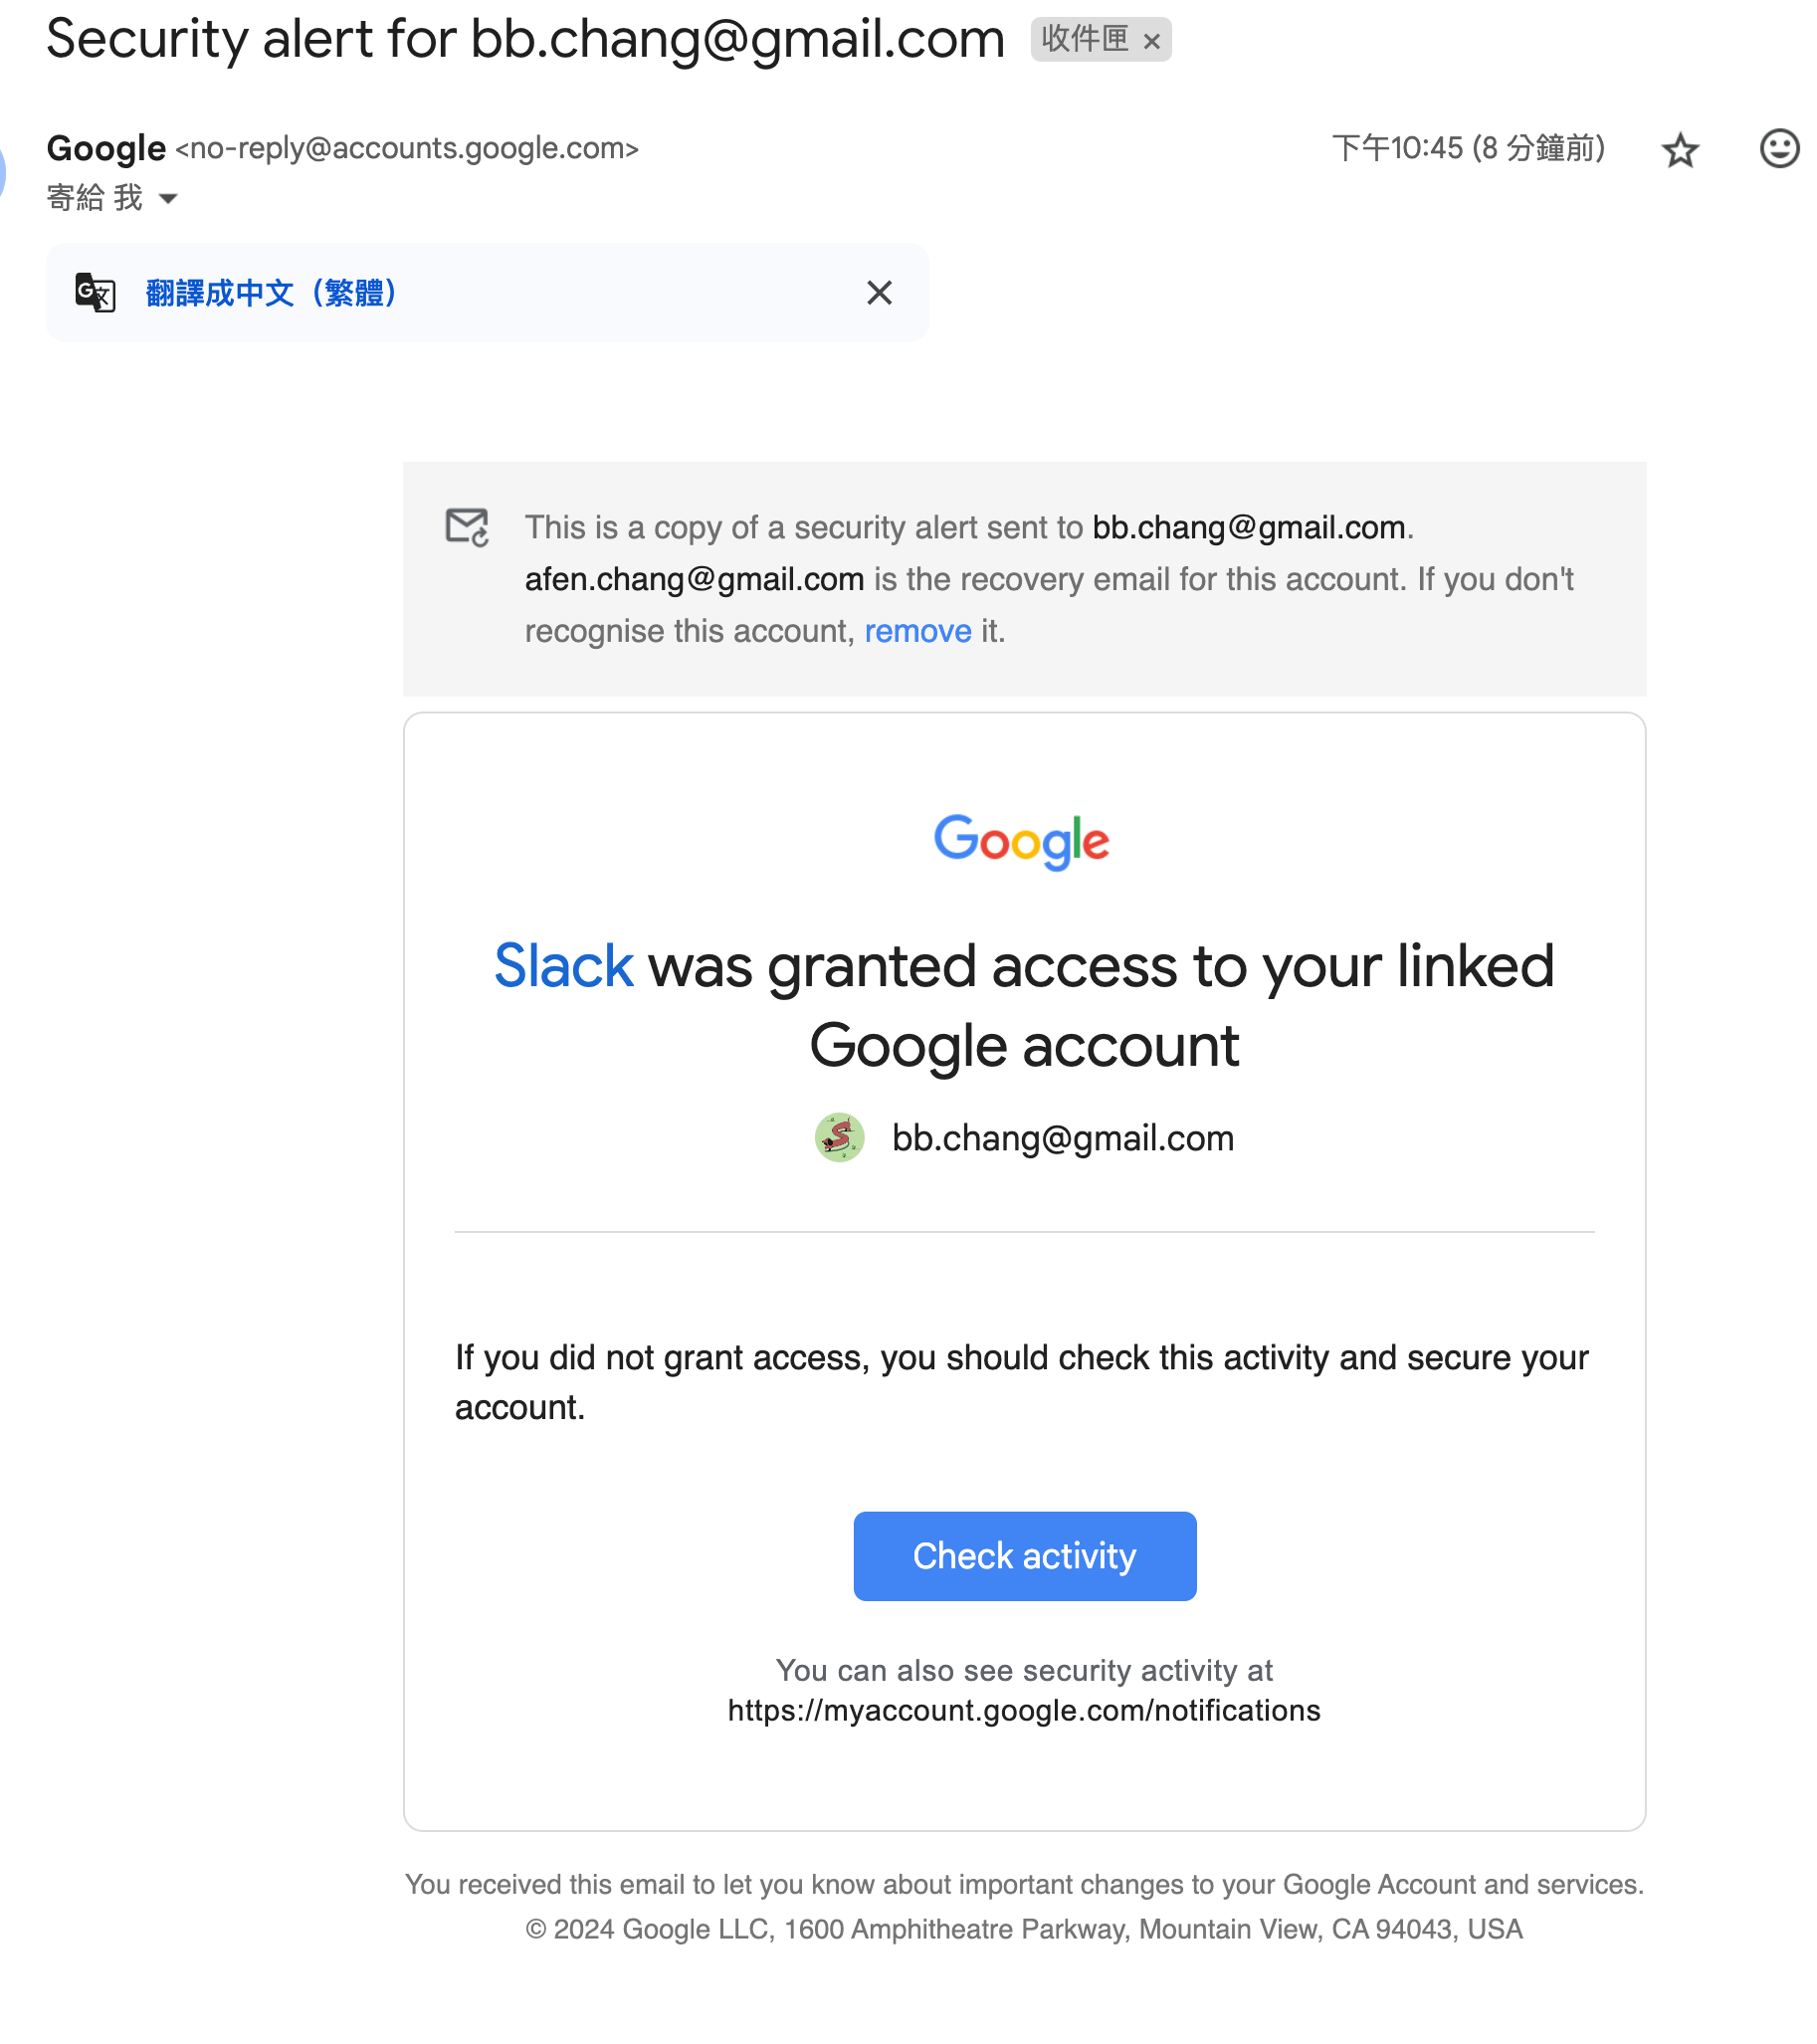 Security alert for bb.chang@gmail.com 收件匣 ×
Google <no-reply@accounts.google.com> 下午10:45 (8 分鐘前)
寄給 我
翻譯成中文（繁體）
This is a copy of a security alert sent to bb.chang@gmail.com.
afen.chang@gmail.com is the recovery email for this account. If you don't
recognise this account, remove it.
Google
Slack was granted access to your linked
Google account
bb.chang@gmail.com
If you did not grant access, you should check this activity and secure your
account.
Check activity
You can also see security activity at
https://myaccount.google.com/notifications
You received this email to let you know about important changes to your Google Account and services.
© 2024 Google LLC, 1600 Amphitheatre Parkway, Mountain View, CA 94043, USA